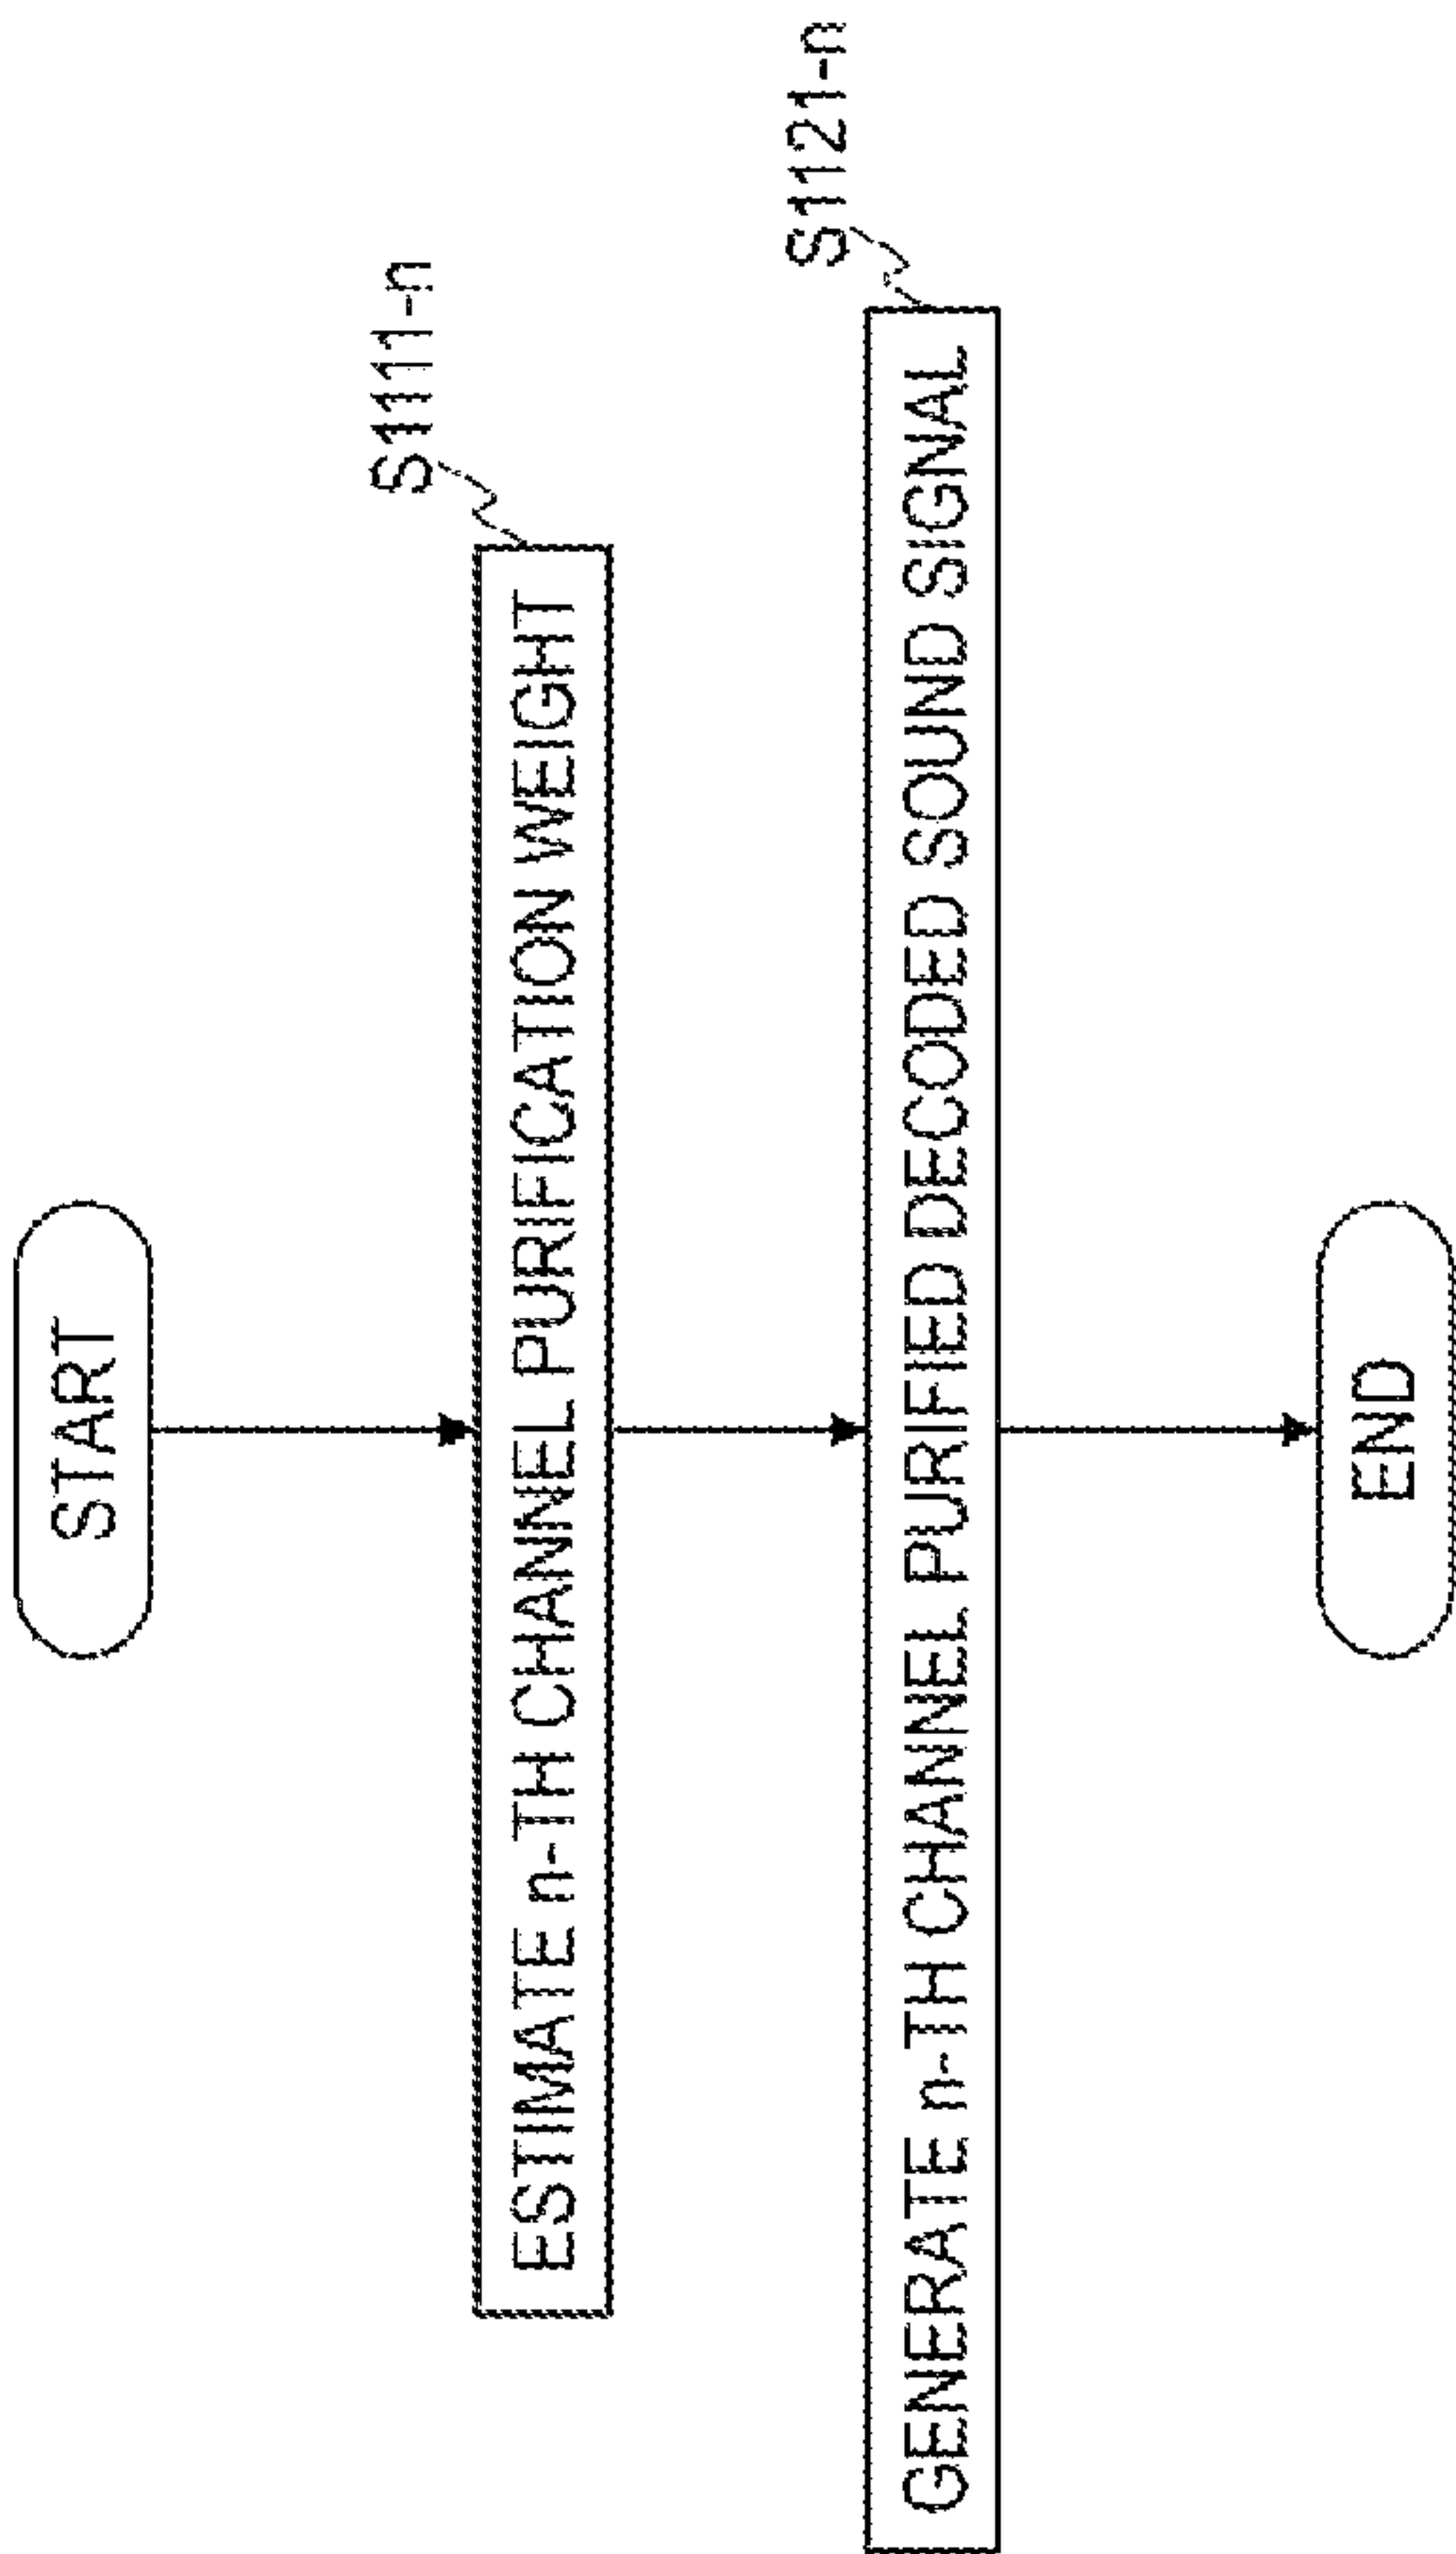 START
S1111-n
ESTIMATE n-TH CHANNEL PURIFICATION WEIGHT
S1121-n
GENERATE n-TH CHANNEL PURIFIED DECODED SOUND SIGNAL
END